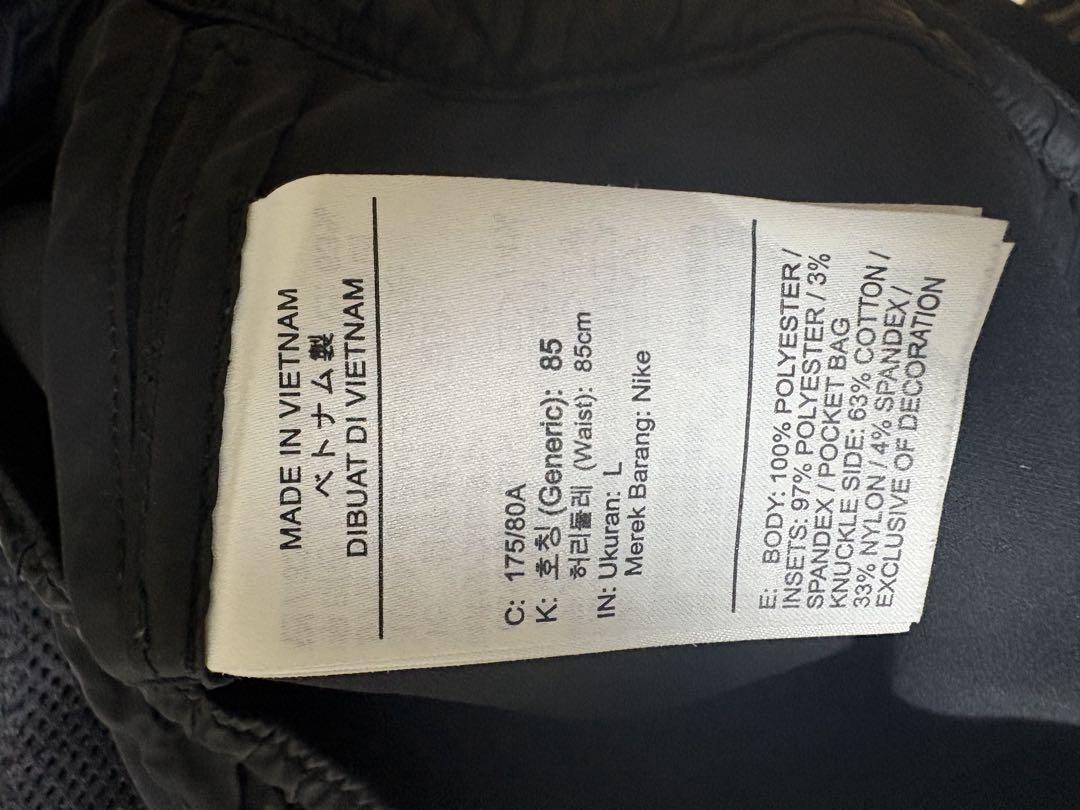 MADE IN VIETNAM
ベトナム製
DIBUAT DI VIETNAM
C: 175/80A
K: 호칭 (Generic): 85
허리둘레 (Waist): 85cm
IN: Ukuran: L
Merek Barang: Nike
E: BODY: 100% POLYESTER /
INSETS: 97% POLYESTER / 3%
SPANDEX / POCKET BAG
KNUCKLE SIDE: 63% COTTON /
33% NYLON / 4% SPANDEX /
EXCLUSIVE OF DECORATION